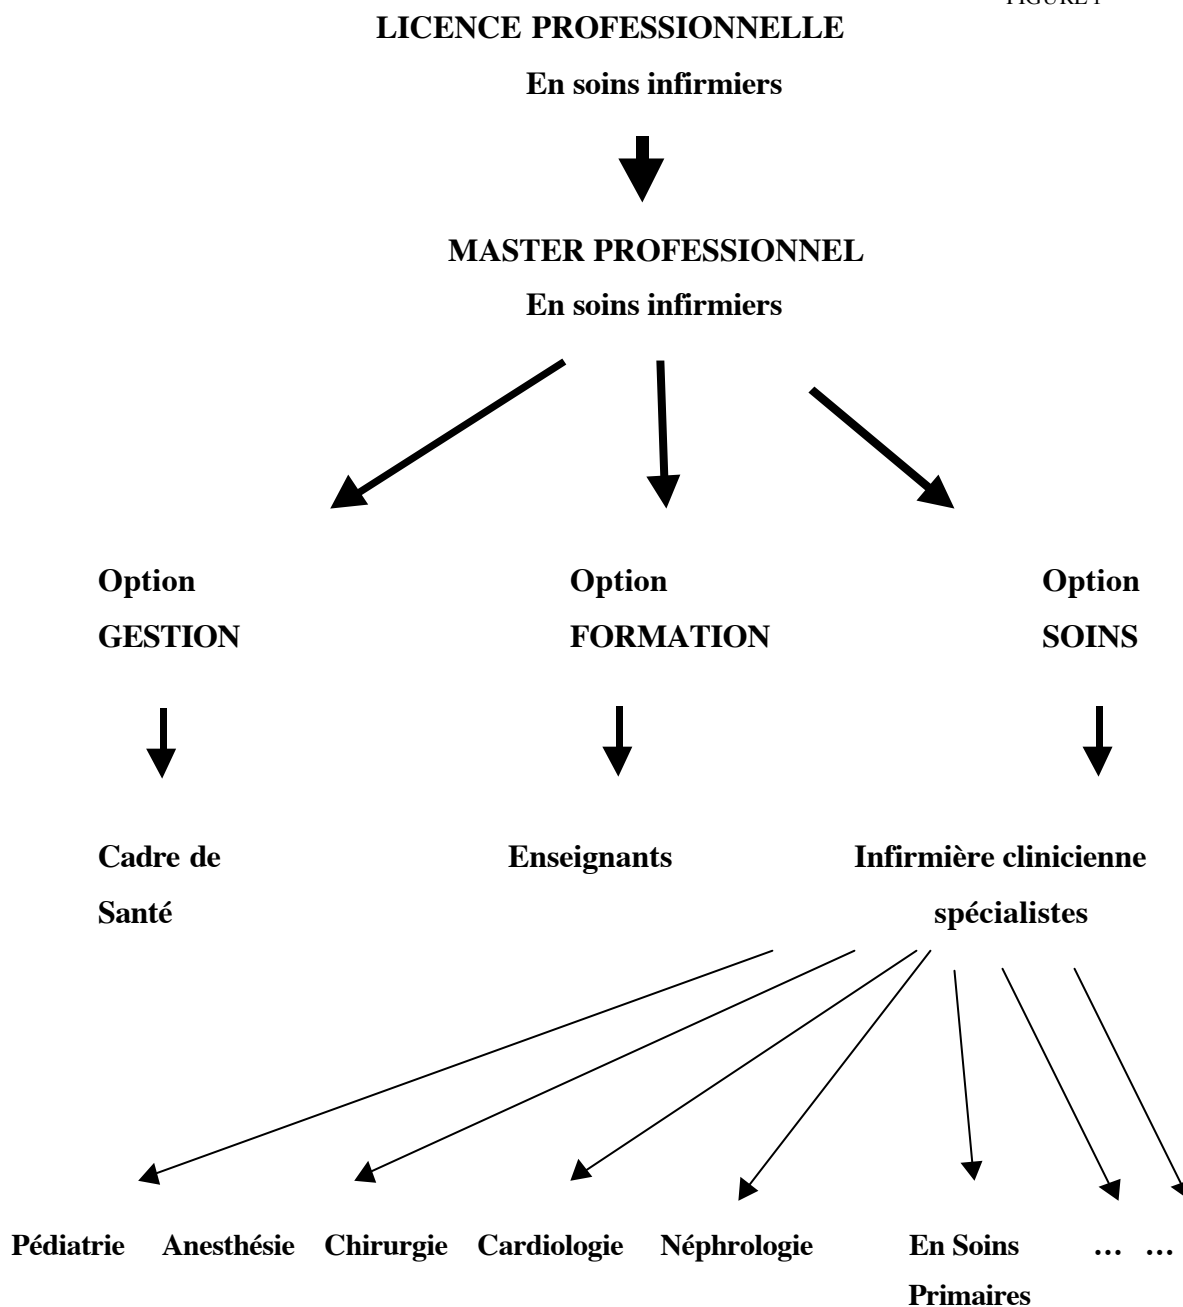 FIGURE 1
LICENCE PROFESSIONNELLE
En soins infirmiers
MASTER PROFESSIONNEL
En soins infirmiers
Option Option Option
GESTION FORMATION SOINS
Cadre de Enseignants Infirmière clinicienne
Santé spécialistes
Pédiatrie Anesthésie Chirurgie Cardiologie Néphrologie En Soins … …
Primaires